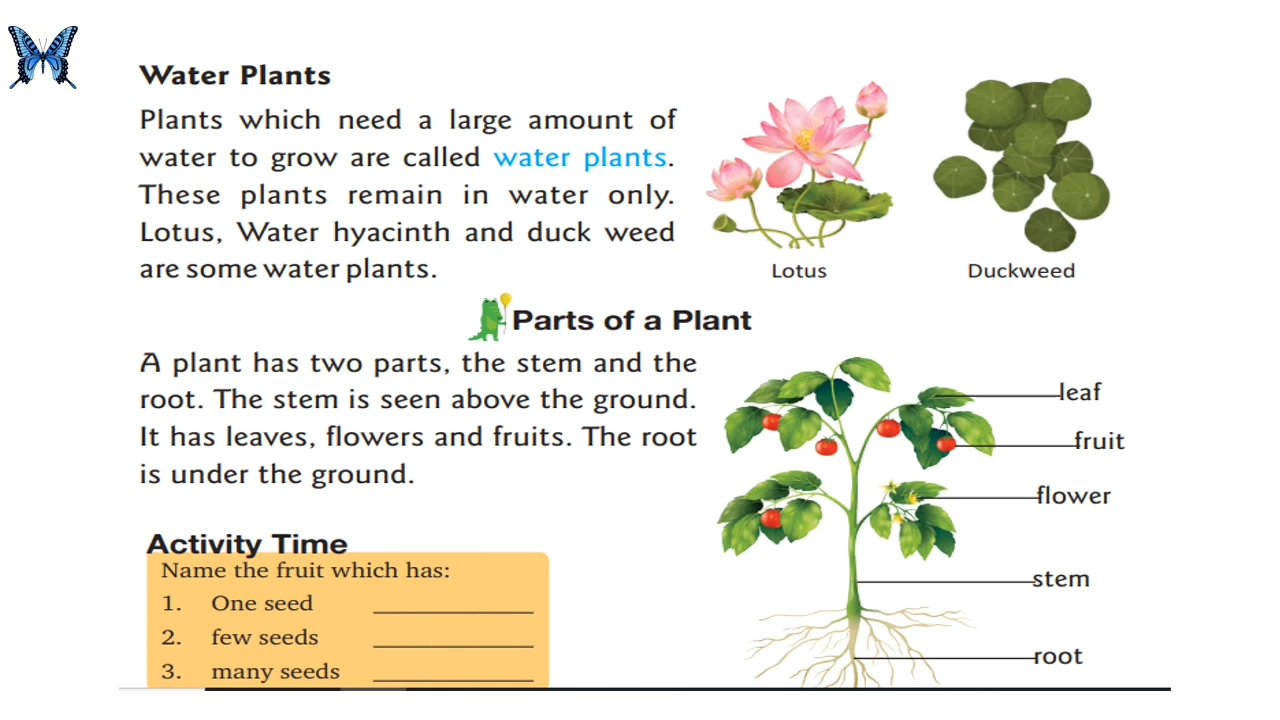 Water Plants
Plants which need a large amount of
water to grow are called water plants.
These plants remain in water only.
Lotus, Water hyacinth and duck weed
are some water plants.
Lotus
Duckweed
Parts of a Plant
A plant has two parts, the stem and the
root. The stem is seen above the ground.
It has leaves, flowers and fruits. The root
is under the ground.
leaf
fruit
flower
stem
root
Activity Time
Name the fruit which has:
1. One seed ______________
2. few seeds ______________
3. many seeds ______________